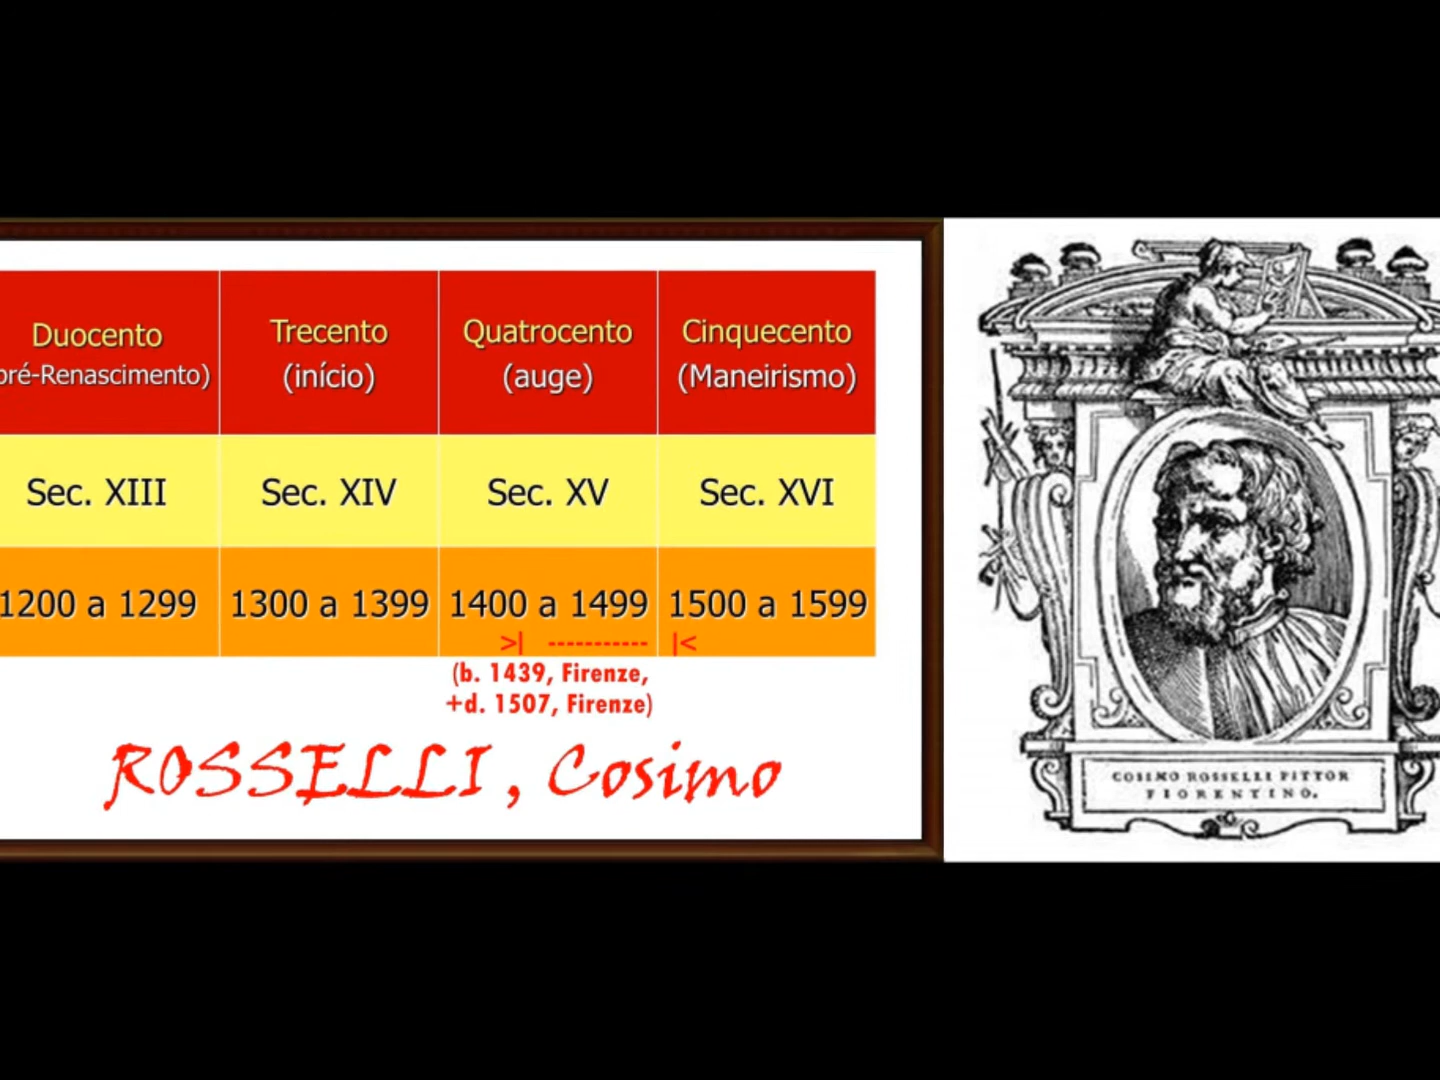 Duocento
pré-Renascimento)
Trecento
(início)
Quatrocento
(auge)
Cinquecento
(Maneirismo)
Sec. XIII
Sec. XIV
Sec. XV
Sec. XVI
1200 a 1299
1300 a 1399
1400 a 1499
1500 a 1599
>| ----------- |<
(b. 1439, Firenze,
+d. 1507, Firenze)
ROSSELLI , Cosimo
COSIMO ROSSELLI PITTOR
FIORENTINO.